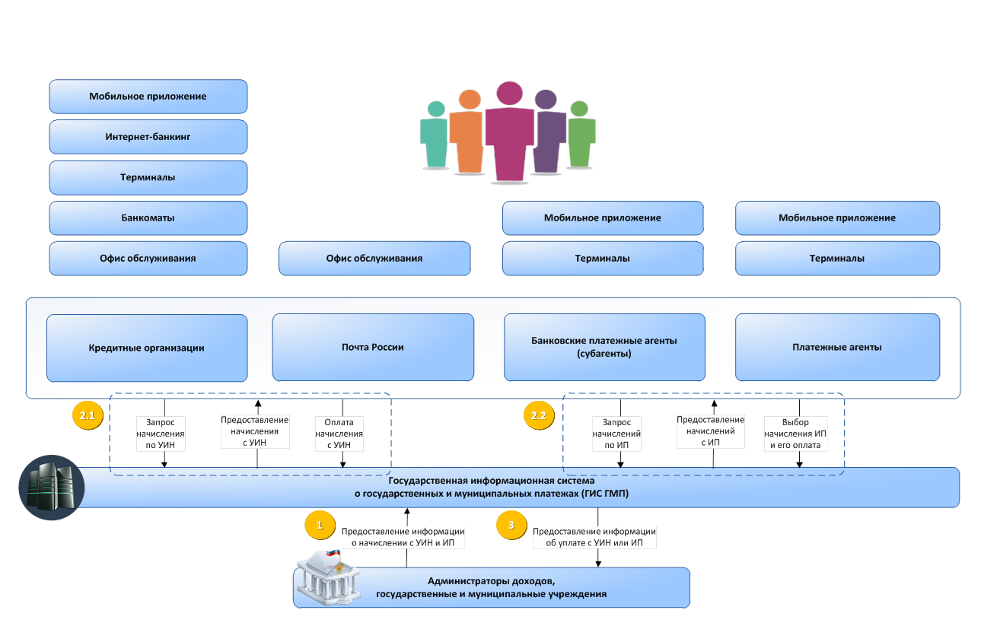 Мобильное приложение
Интернет-банкинг
Терминалы
Банкоматы
Офис обслуживания
Офис обслуживания
Мобильное приложение
Терминалы
Мобильное приложение
Терминалы
Кредитные организации
Почта России
Банковские платежные агенты
(субагенты)
Платежные агенты
2.1
Запрос
начисления
по УИН
Предоставление
начисления
с УИН
Оплата
начисления
с УИН
2.2
Запрос
начислений
по ИП
Предоставление
начислений
с ИП
Выбор
начисления ИП
и его оплата
Государственная информационная система
о государственных и муниципальных платежах (ГИС ГМП)
1
Предоставление информации
о начислении с УИН и ИП
3
Предоставление информации
об уплате с УИН или ИП
Администраторы доходов,
государственные и муниципальные учреждения